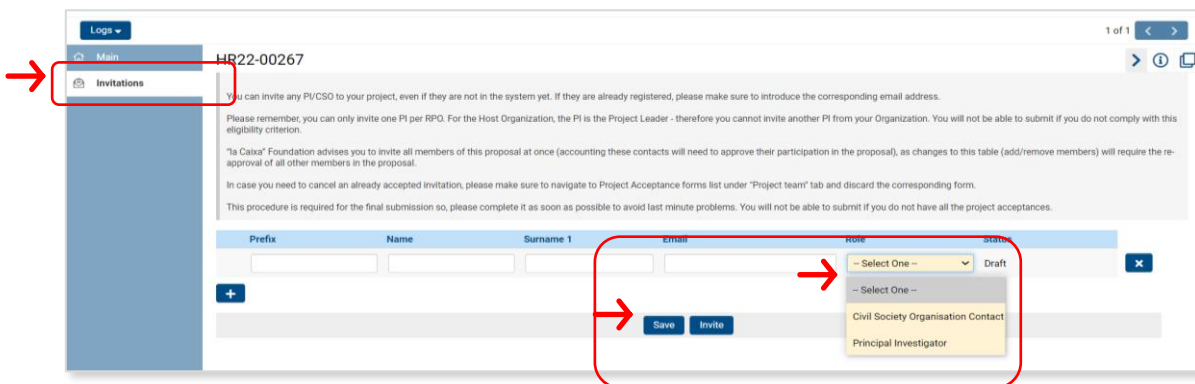 Logs
1 of 1
Main
HR22-00267
Invitations
You can invite any PI/CSO to your project, even if they are not in the system yet. If they are already registered, please make sure to introduce the corresponding email address.
Please remember, you can only invite one PI per RPO. For the Host Organization, the PI is the Project Leader - therefore you cannot invite another PI from your Organization. You will not be able to submit if you do not comply with this
eligibility criterion.
"la Caixa" Foundation advises you to invite all members of this proposal at once (accounting these contacts will need to approve their participation in the proposal), as changes to this table (add/remove members) will require the re-
approval of all other members in the proposal.
In case you need to cancel an already accepted invitation, please make sure to navigate to Project Acceptance forms list under "Project team" tab and discard the corresponding form.
This procedure is required for the final submission so, please complete it as soon as possible to avoid last minute problems. You will not be able to submit if you do not have all the project acceptances.
Prefix Name Surname 1 Email Role Status
-- Select One -- Draft
-- Select One --
Civil Society Organisation Contact
Save Invite
Principal Investigator